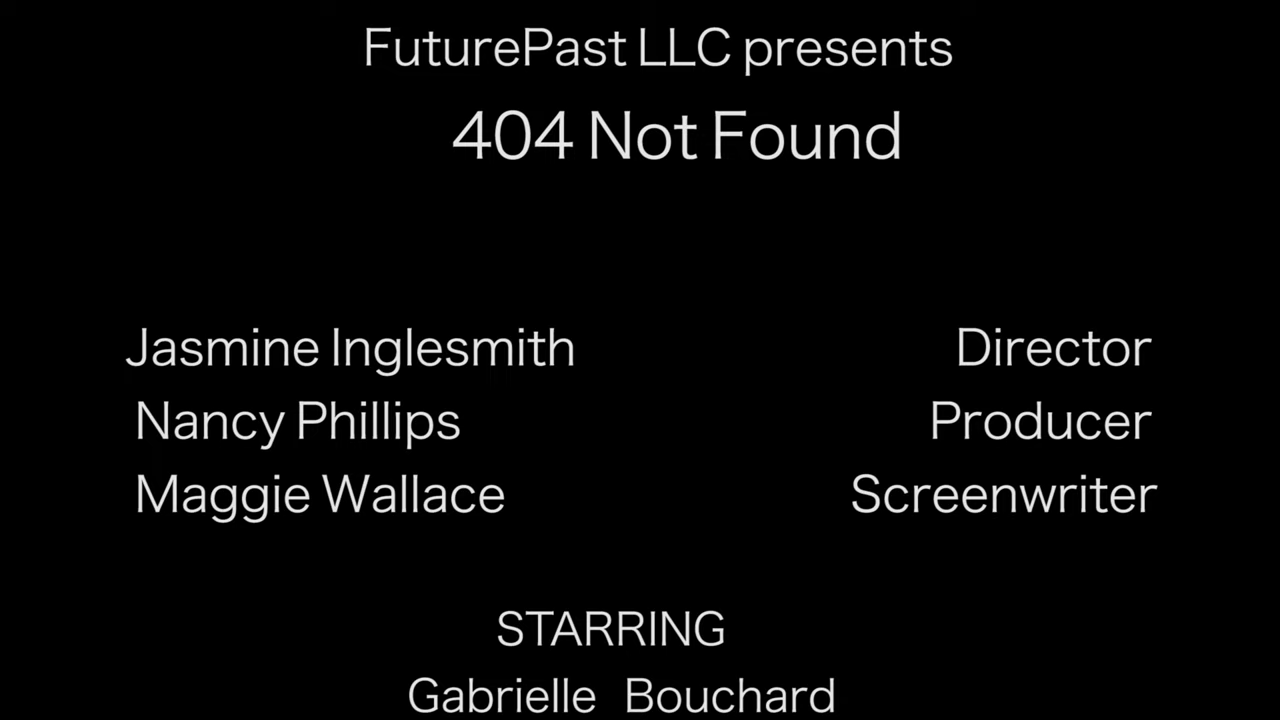 FuturePast LLC presents
404 Not Found
Jasmine Inglesmith Director
Nancy Phillips Producer
Maggie Wallace Screenwriter
STARRING
Gabrielle Bouchard